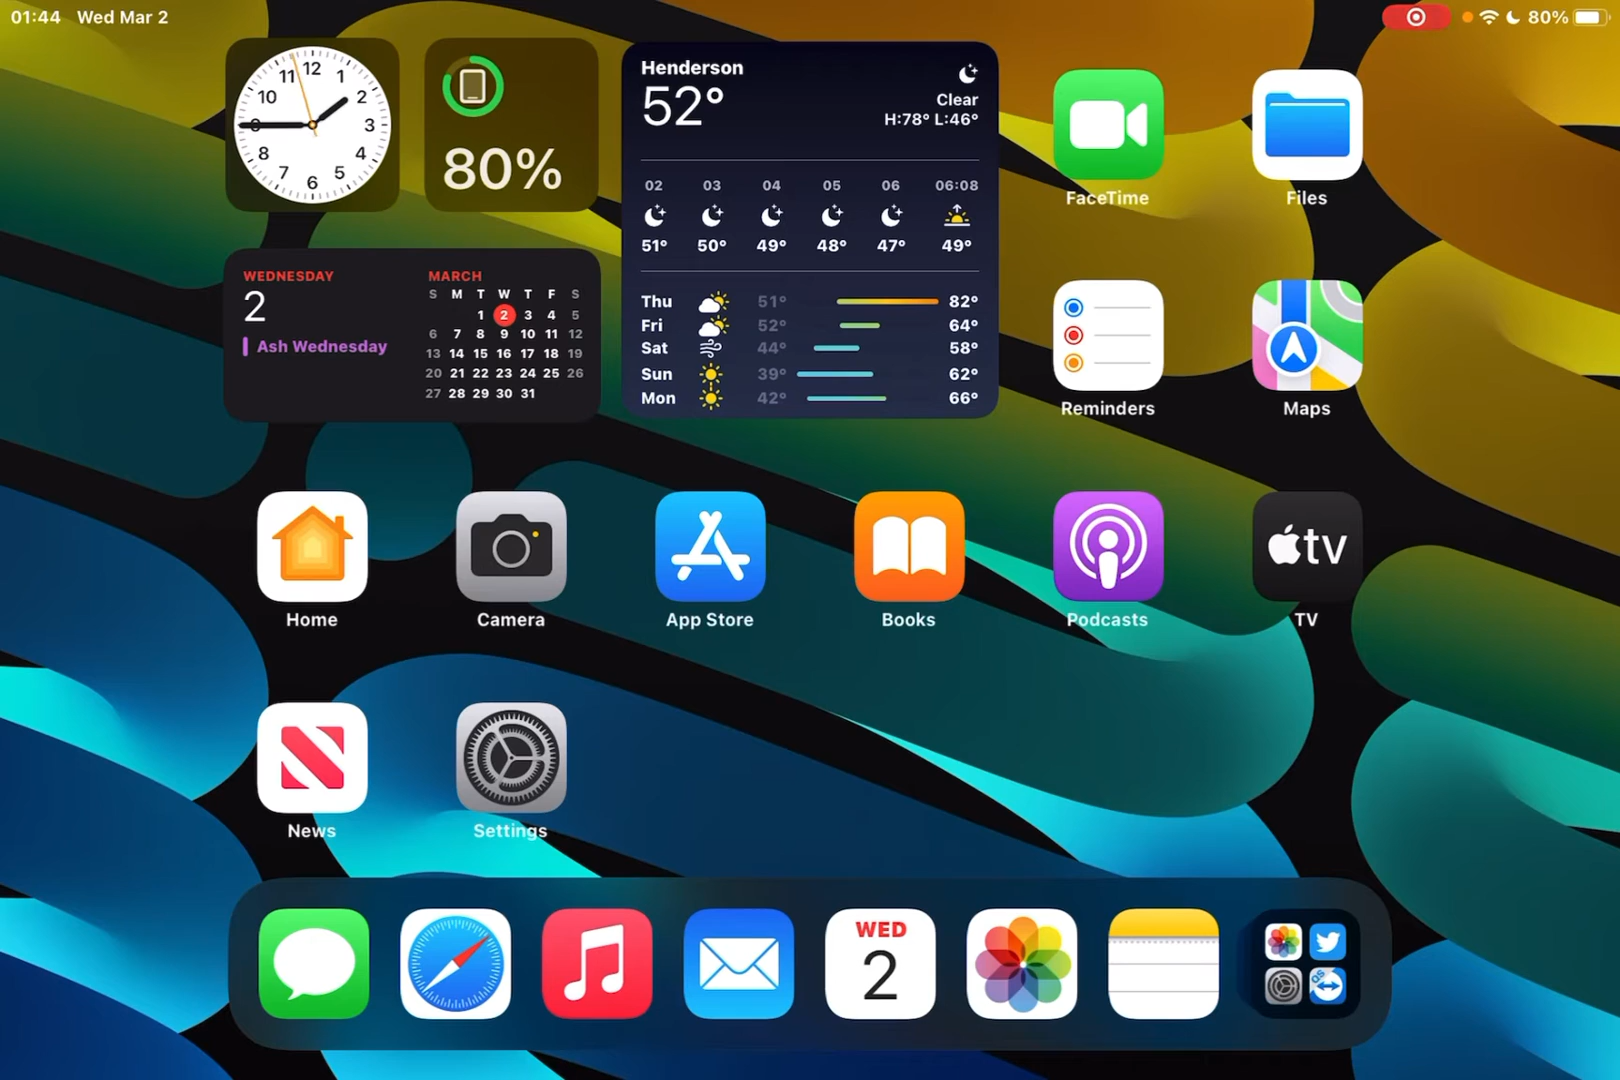 01:44 Wed Mar 2
80%
12
11 1
10 2
9 3
8 4
7 5
6
80%
Henderson
52°
Clear
H:78° L:46°
02 03 04 05 06 06:08
51° 50° 49° 48° 47° 49°
Thu 51° 82°
Fri 52° 64°
Sat 44° 58°
Sun 39° 62°
Mon 42° 66°
WEDNESDAY
2
Ash Wednesday
MARCH
S M T W T F S
1 2 3 4 5
6 7 8 9 10 11 12
13 14 15 16 17 18 19
20 21 22 23 24 25 26
27 28 29 30 31
FaceTime
Files
Reminders
Maps
tv
Home
Camera
App Store
Books
Podcasts
TV
News
Settings
WED
2
QS